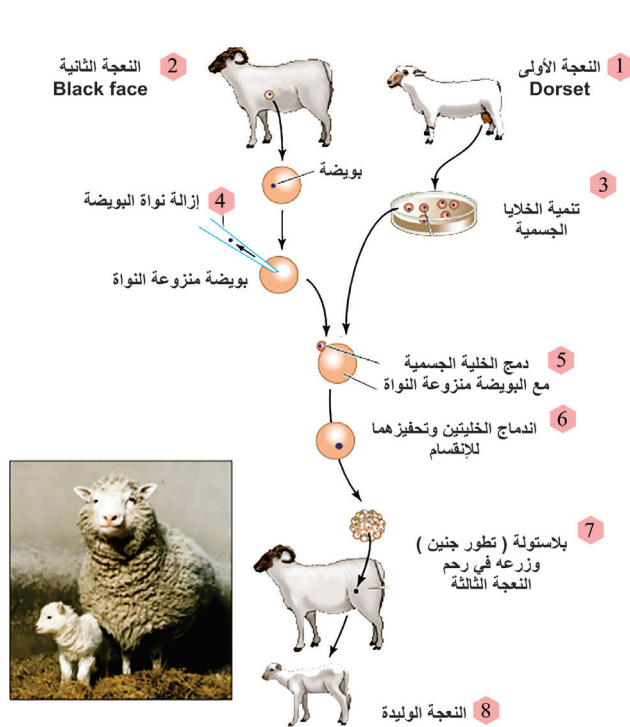 1 النعجة الأولى
Dorset
2 النعجة الثانية
Black face
3 تنمية الخلايا
الجسمية
بويضة
4 إزالة نواة البويضة
بويضة منزوعة النواة
5 دمج الخلية الجسمية
مع البويضة منزوعة النواة
6 اندماج الخليتين وتحفيزهما
للإنقسام
7 بلاستولة ( تطور جنين )
وزرعه في رحم
النعجة الثالثة
8 النعجة الوليدة